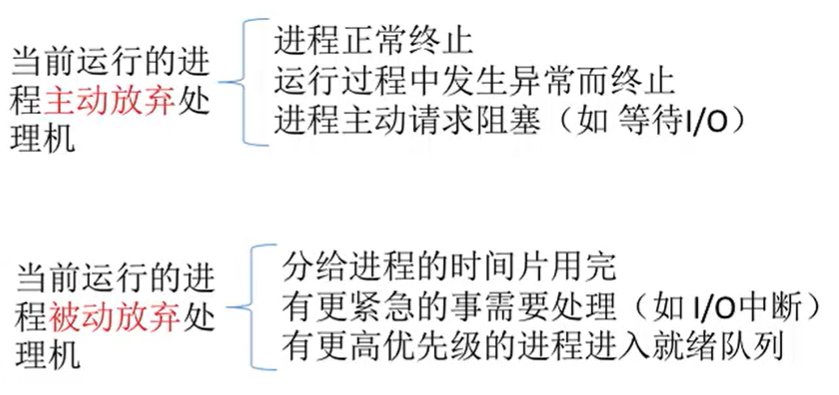 当前运行的进
程主动放弃处
理机
进程正常终止
运行过程中发生异常而终止
进程主动请求阻塞（如 等待I/O）
当前运行的进
程被动放弃处
理机
分给进程的时间片用完
有更紧急的事需要处理（如 I/O中断）
有更高优先级的进程进入就绪队列